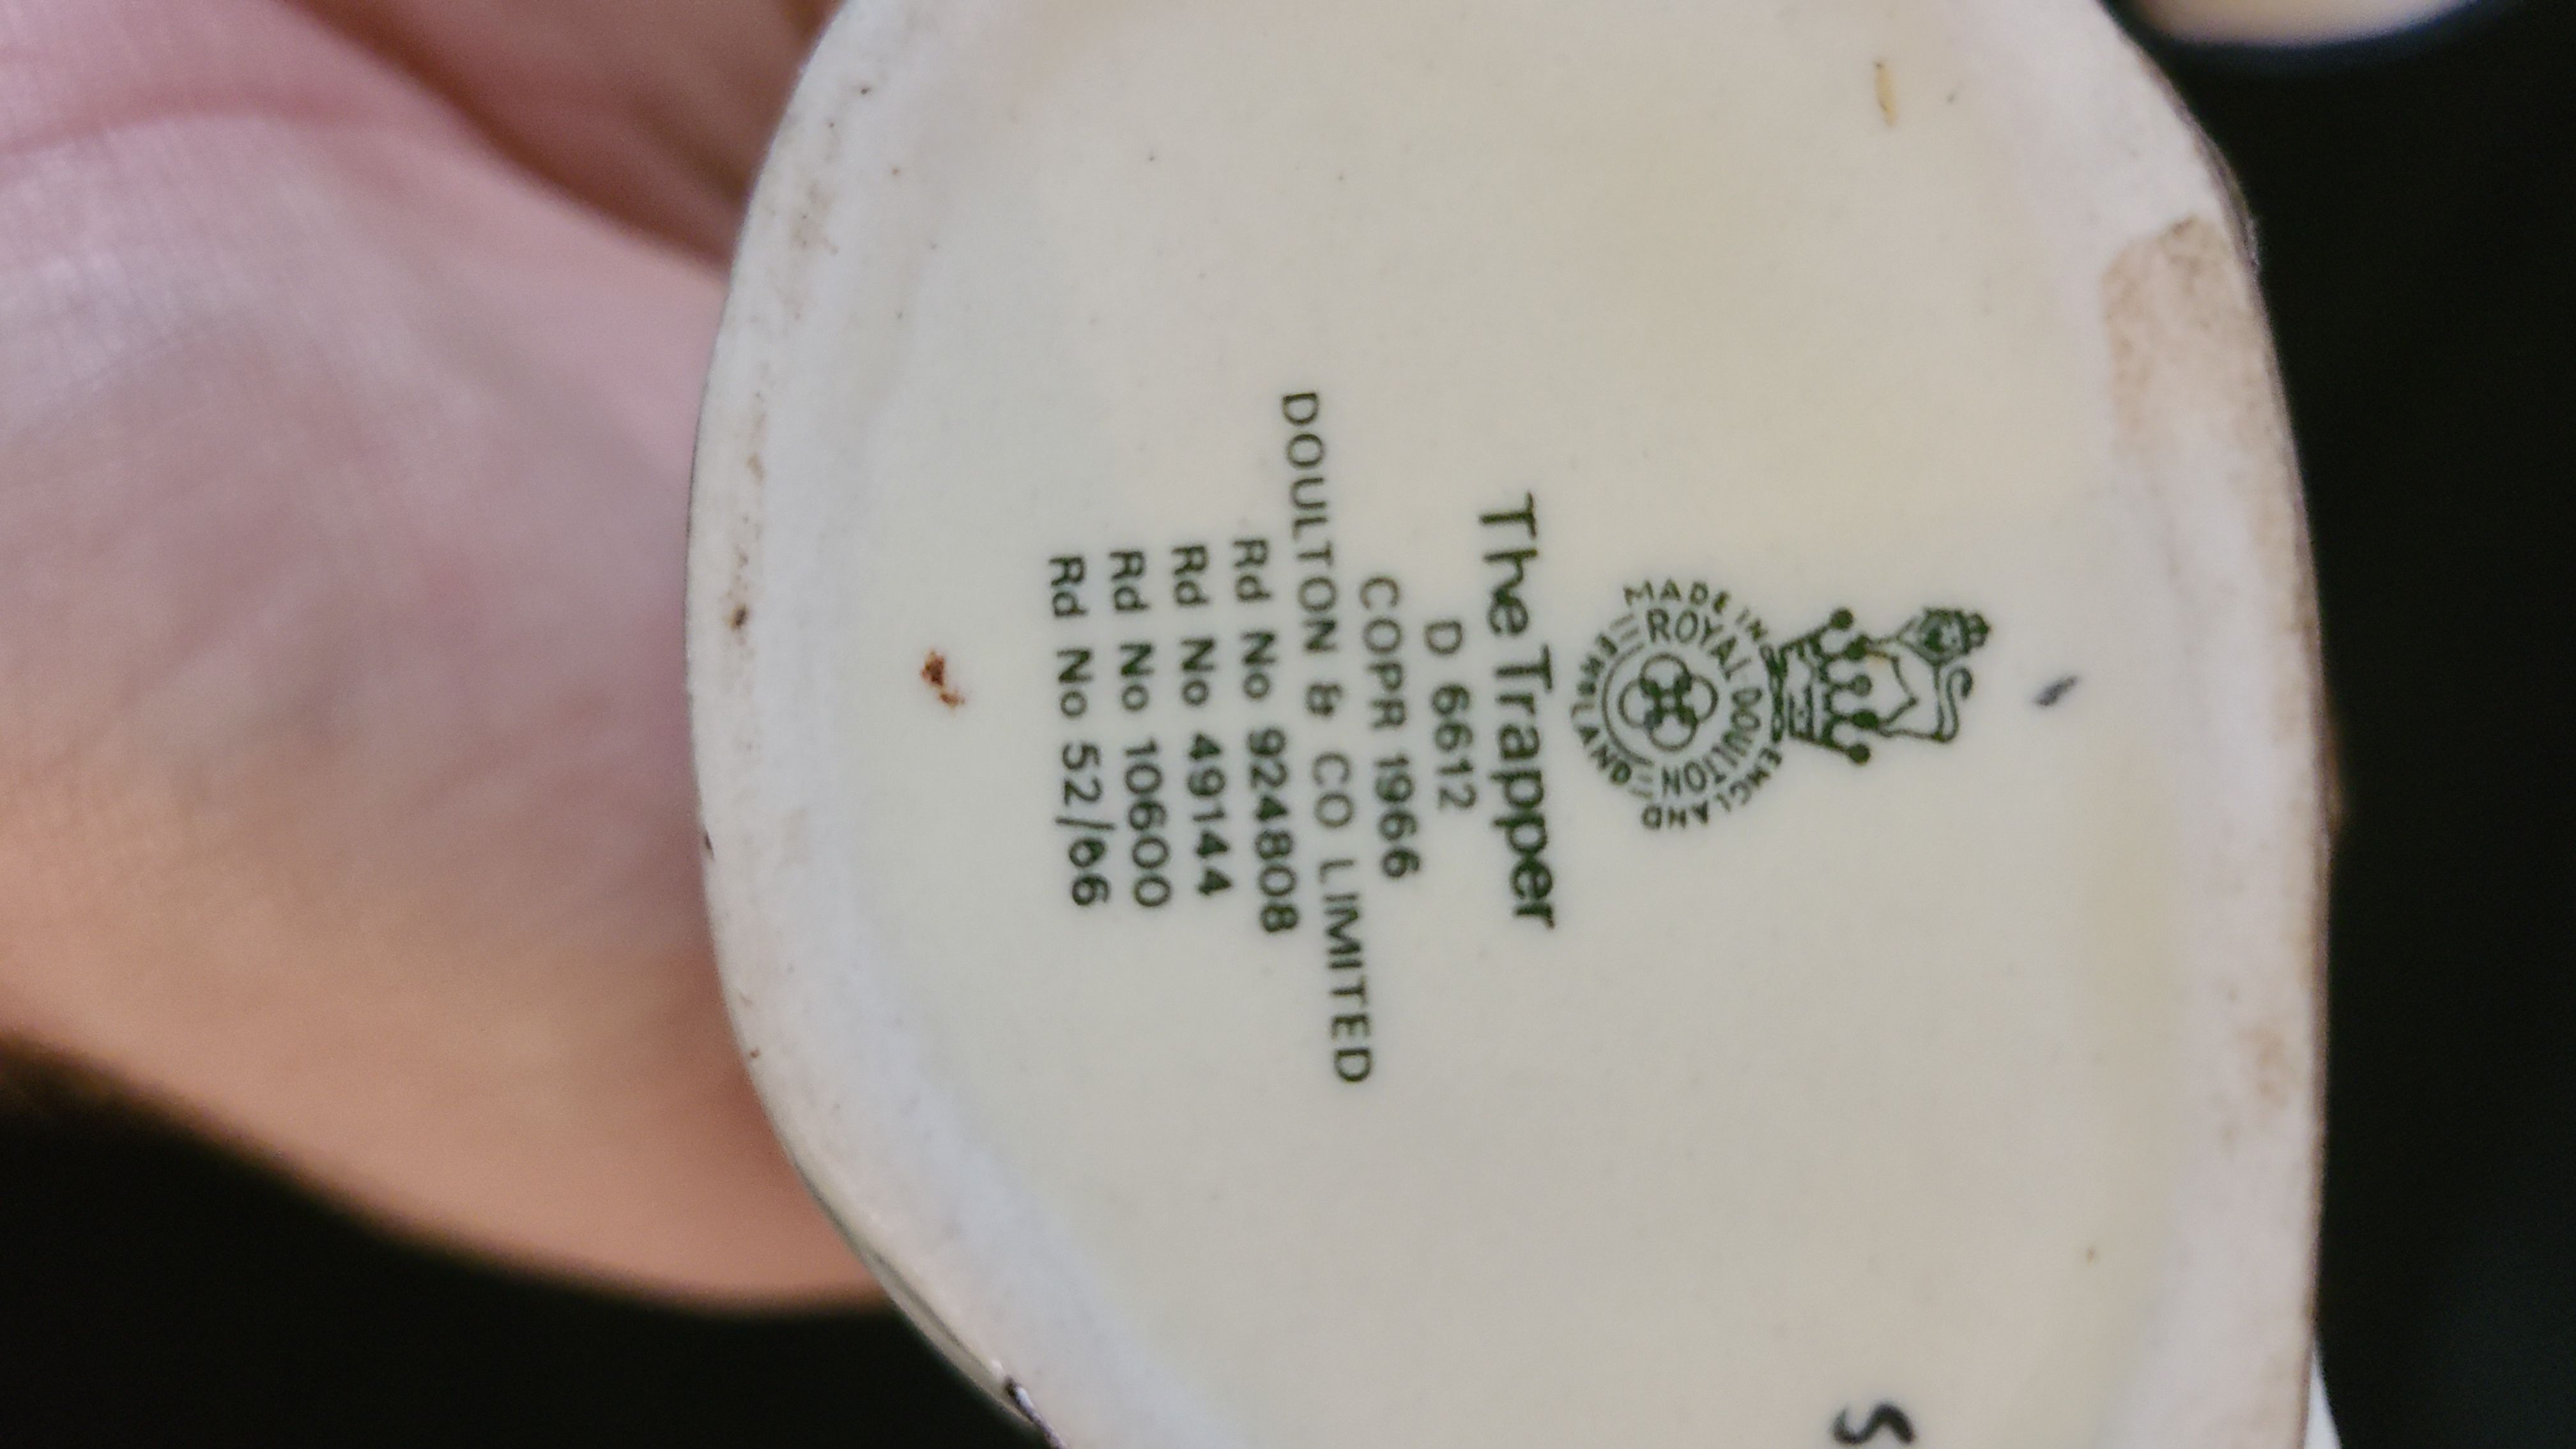 MADE IN ENGLAND
ROYAL DOULTON
ENGLAND
The Trapper
D 6612
COPR 1966
DOULTON & CO LIMITED
Rd No 924808
Rd No 49144
Rd No 10600
Rd No 52/66
S